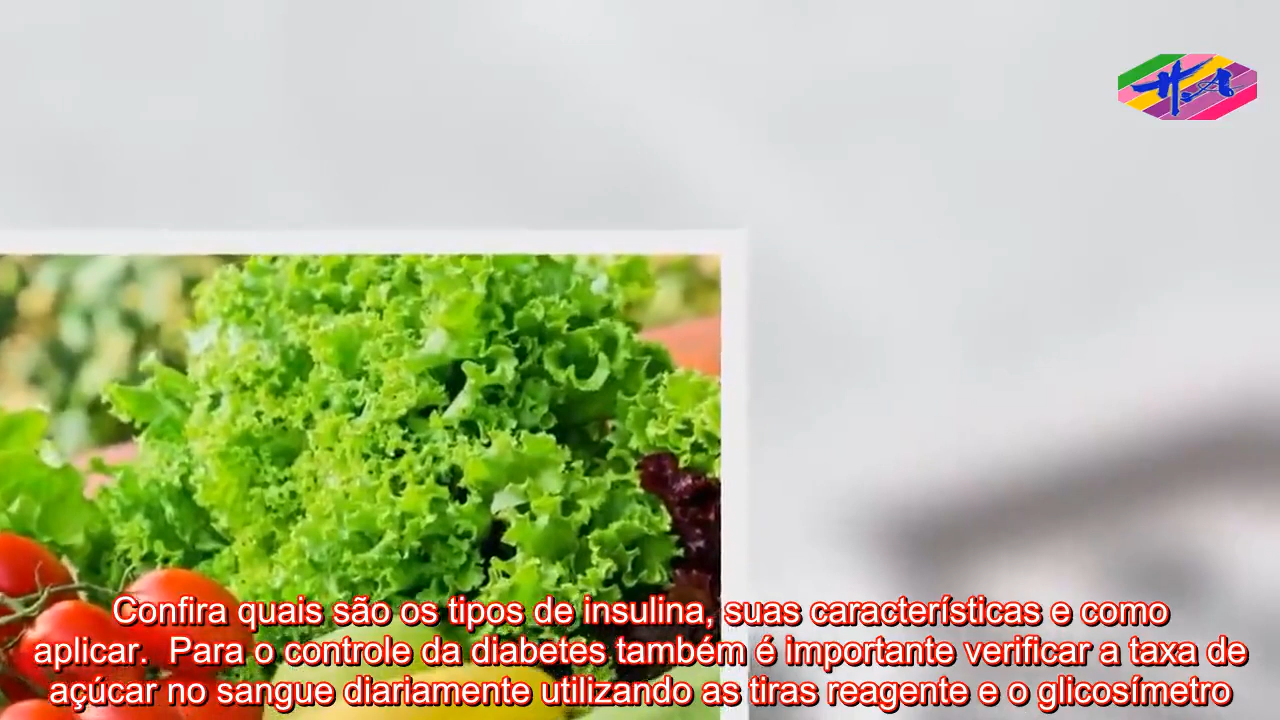 HA
Confira quais são os tipos de insulina, suas características e como
aplicar.  Para o controle da diabetes também é importante verificar a taxa de
açúcar no sangue diariamente utilizando as tiras reagente e o glicosímetro